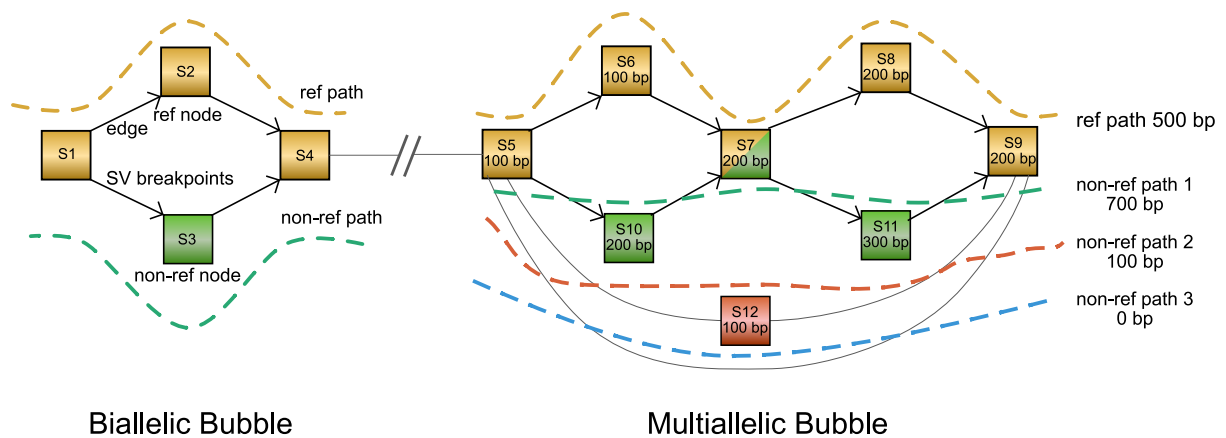 S2
ref path
edge
ref node
S1
S4
SV breakpoints
non-ref path
S3
non-ref node
Biallelic Bubble
S6
100 bp
S8
200 bp
ref path 500 bp
S5
100 bp
S7
200 bp
S9
200 bp
non-ref path 1
700 bp
S10
200 bp
S11
300 bp
non-ref path 2
100 bp
S12
100 bp
non-ref path 3
0 bp
Multiallelic Bubble